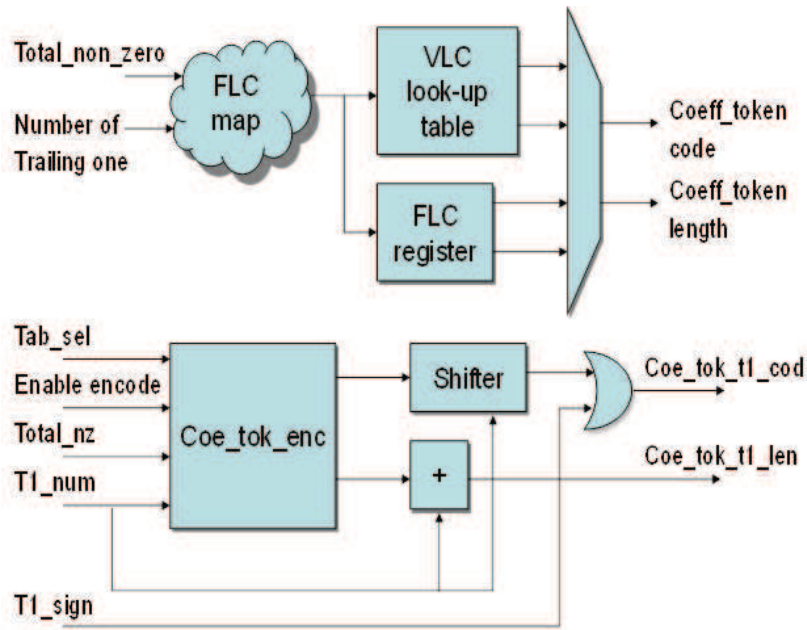 Total_non_zero
Number of
Trailing one
FLC
map
VLC
look-up
table
FLC
register
Coeff_token
code
Coeff_token
length
Tab_sel
Enable encode
Total_nz
T1_num
T1_sign
Coe_tok_enc
Shifter
+
Coe_tok_t1_cod
Coe_tok_t1_len